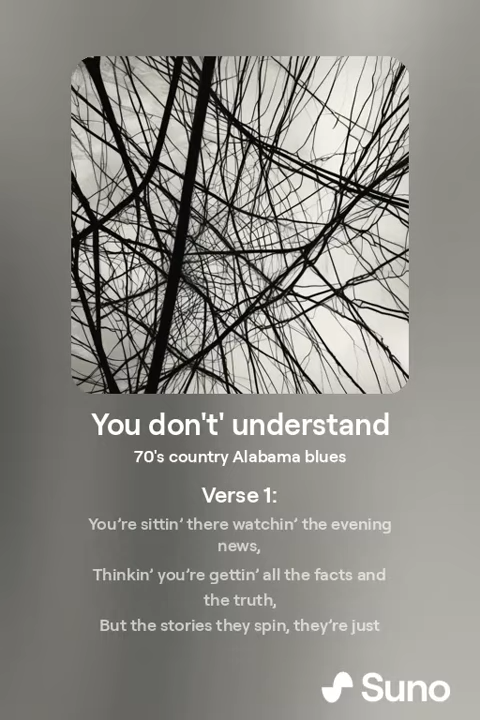 You don't' understand
70's country Alabama blues
Verse 1:
You’re sittin’ there watchin’ the evening
news,
Thinkin’ you’re gettin’ all the facts and
the truth,
But the stories they spin, they’re just
Suno